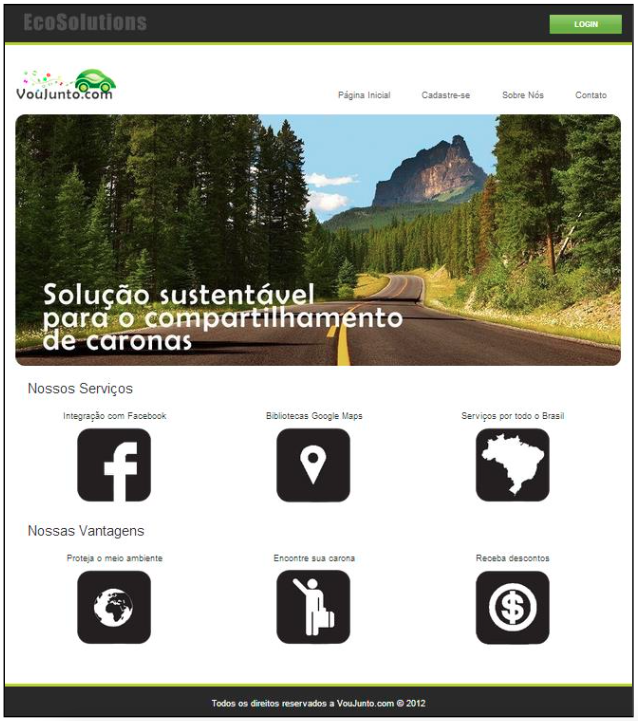 EcoSolutions
LOGIN
VouJunto.com
Página Inicial Cadastre-se Sobre Nós Contato
Solução sustentável
para o compartilhamento
de caronas
Nossos Serviços
Integração com Facebook Bibliotecas Google Maps Serviços por todo o Brasil
Nossas Vantagens
Proteja o meio ambiente Encontre sua carona Receba descontos
Todos os direitos reservados a VouJunto.com © 2012